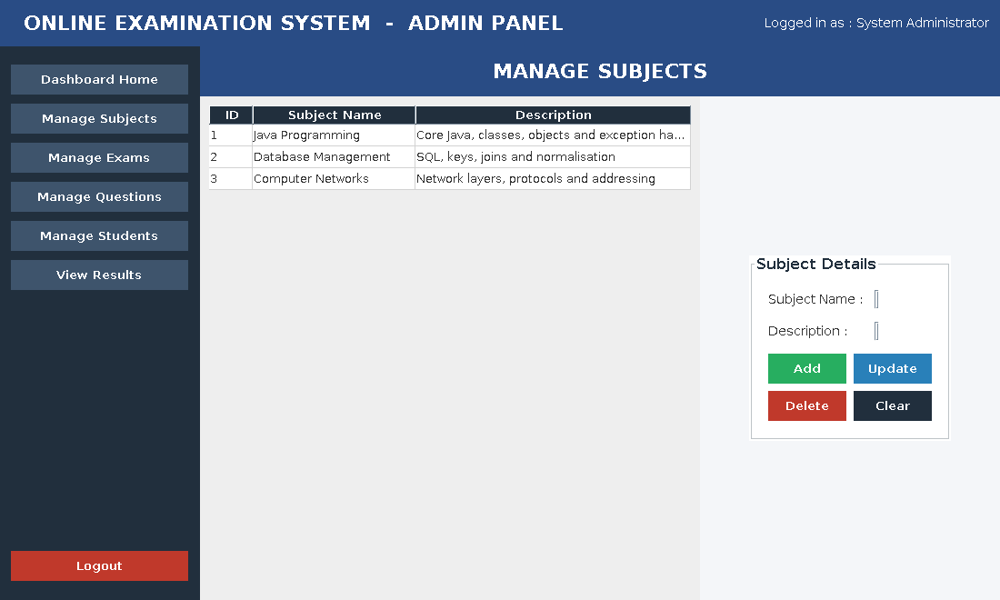 ONLINE EXAMINATION SYSTEM - ADMIN PANEL
Logged in as : System Administrator
Dashboard Home
Manage Subjects
Manage Exams
Manage Questions
Manage Students
View Results
Logout
MANAGE SUBJECTS
ID Subject Name Description
1 Java Programming Core Java, classes, objects and exception ha...
2 Database Management SQL, keys, joins and normalisation
3 Computer Networks Network layers, protocols and addressing
Subject Details
Subject Name :
Description :
Add Update
Delete Clear